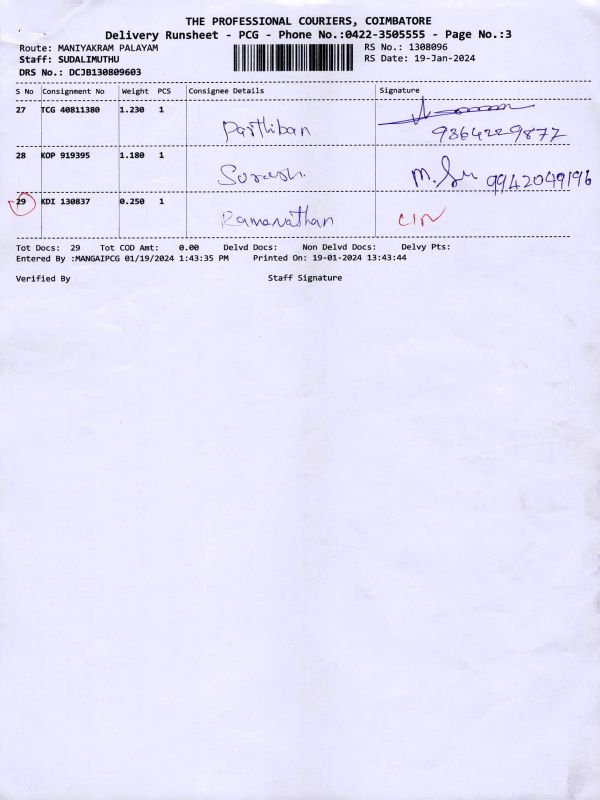 THE PROFESSIONAL COURIERS, COIMBATORE
Delivery Runsheet - PCG - Phone No.:0422-3505555 - Page No.:3
Route: MANIYAKRAM PALAYAM RS No.: 1308096
Staff: SUDALIMUTHU RS Date: 19-Jan-2024
DRS No.: DCJB130809603
S No Consignment No Weight PCS Consignee Details Signature
27 TCG 40811380 1.230 1
Parthiban 9364229877
28 KOP 919395 1.180 1
Suresh. M. 9942049196
29 KDI 130837 0.250 1
Ramanathan CIN
Tot Docs: 29 Tot COD Amt: 0.00 Delvd Docs: Non Delvd Docs: Delvy Pts:
Entered By :MANGAIPCG 01/19/2024 1:43:35 PM Printed On: 19-01-2024 13:43:44
Verified By Staff Signature